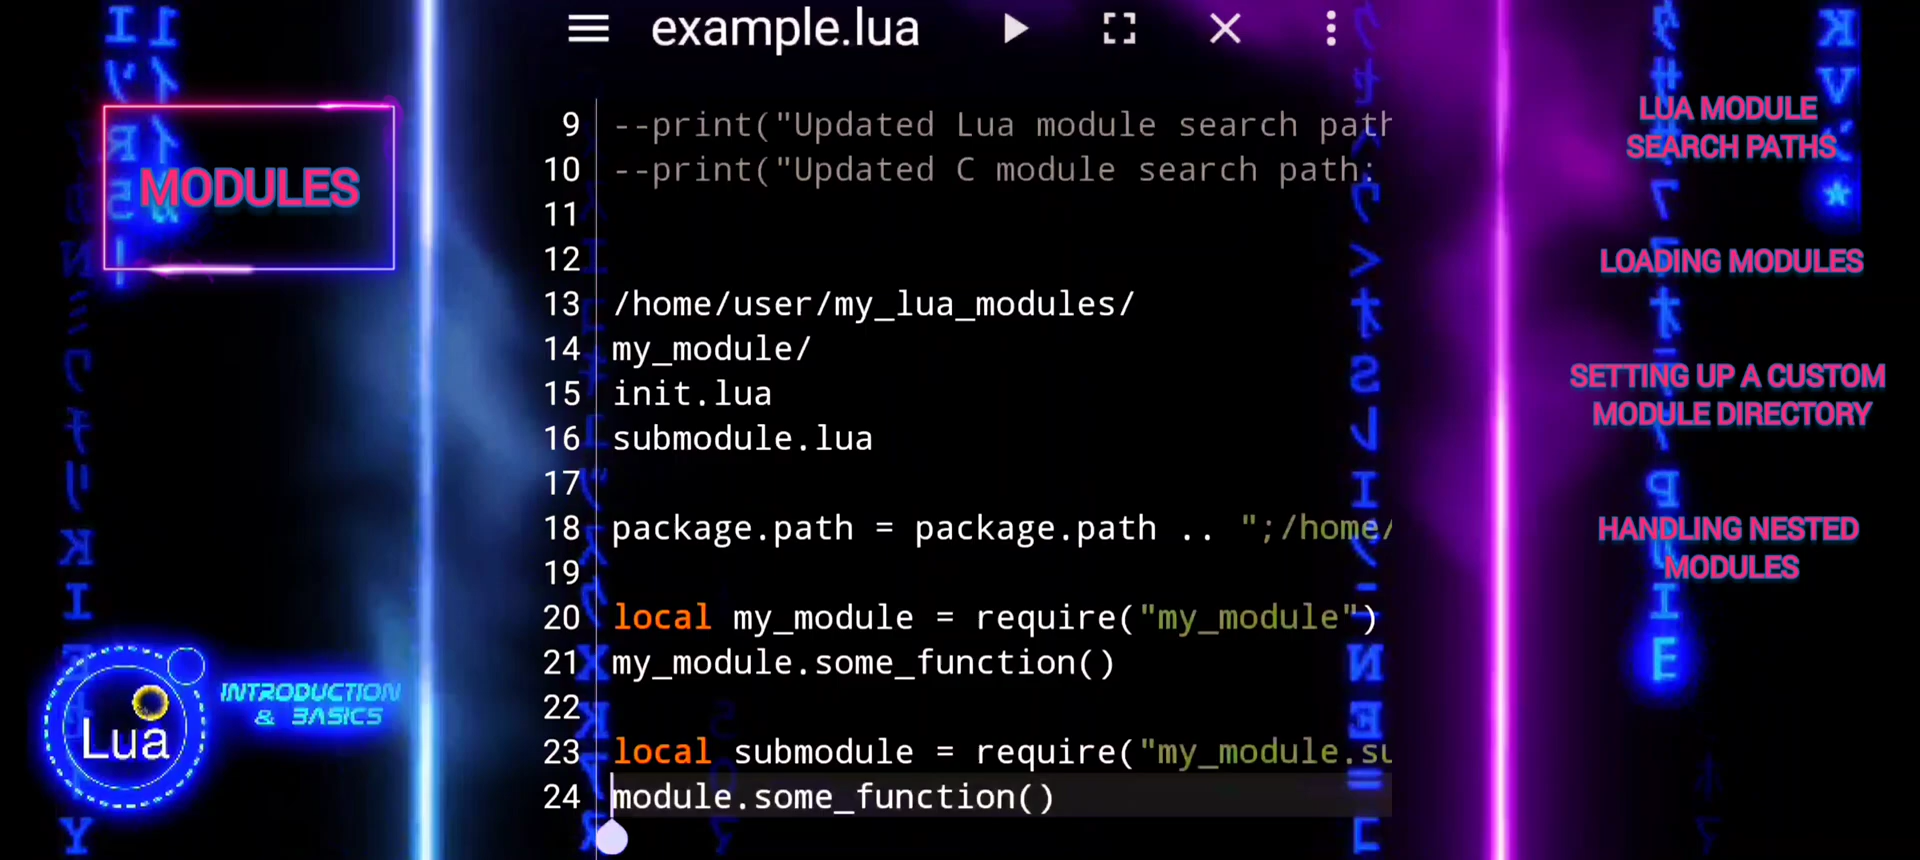 MODULES
Lua
INTRODUCTION
& BASICS
example.lua
9 --print("Updated Lua module search path
10 --print("Updated C module search path:
11
12
13 /home/user/my_lua_modules/
14 my_module/
15 init.lua
16 submodule.lua
17
18 package.path = package.path .. ";/home/
19
20 local my_module = require("my_module")
21 my_module.some_function()
22
23 local submodule = require("my_module.su
24 module.some_function()
LUA MODULE
SEARCH PATHS
LOADING MODULES
SETTING UP A CUSTOM
MODULE DIRECTORY
HANDLING NESTED
MODULES